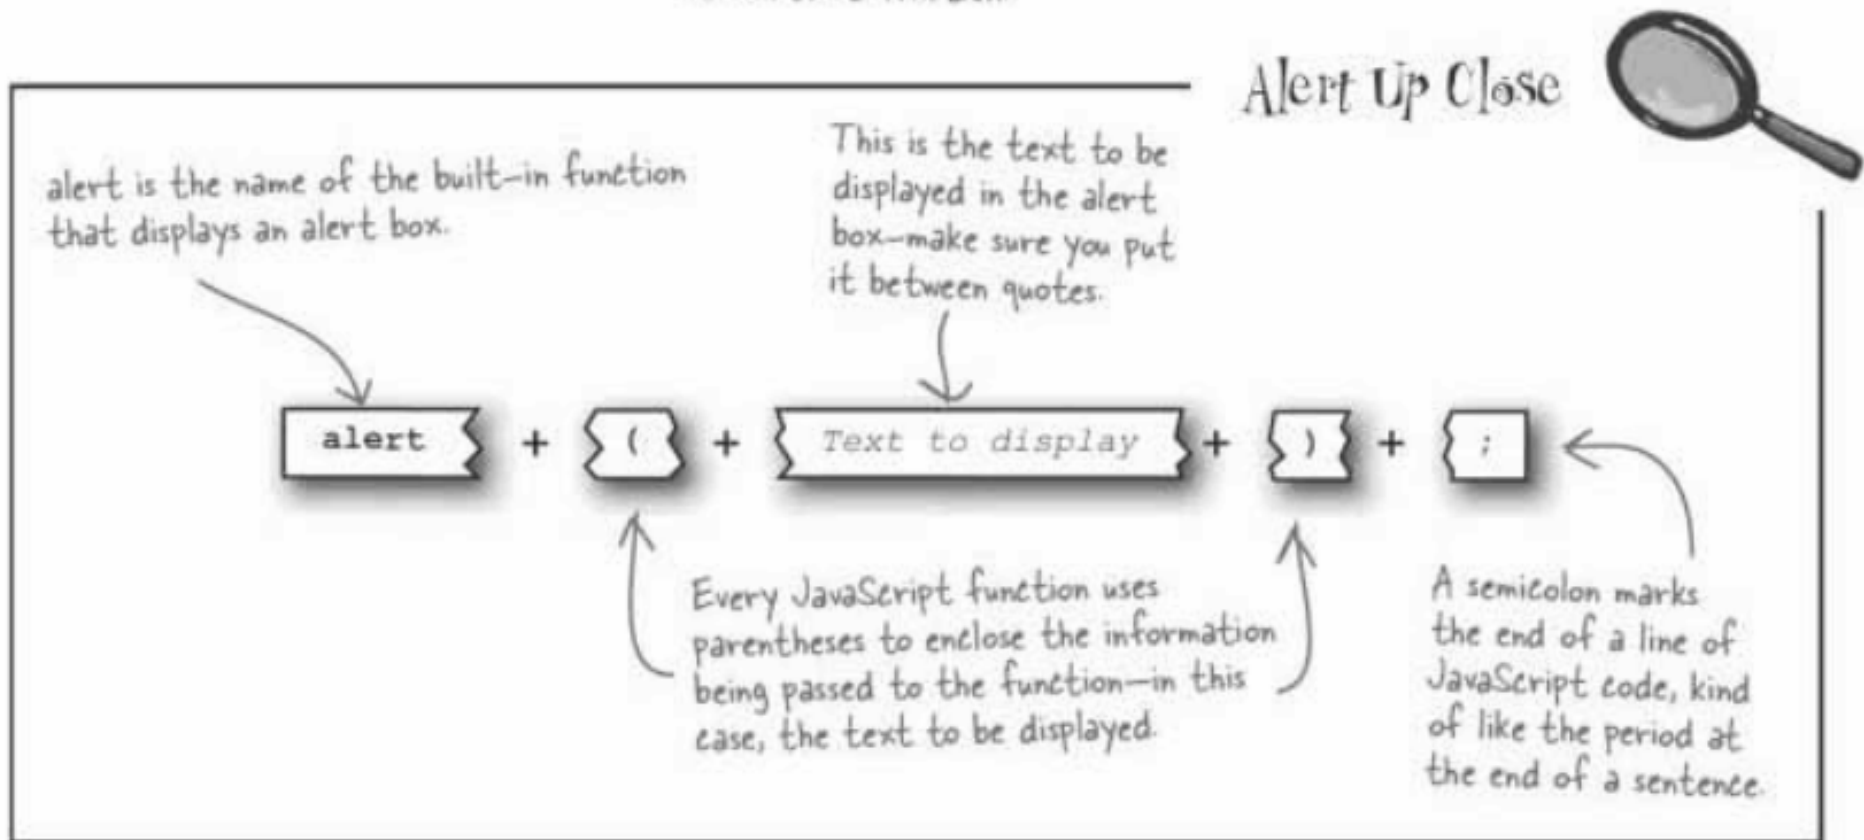 Alert Up Close
alert is the name of the built-in function
that displays an alert box.
This is the text to be
displayed in the alert
box—make sure you put
it between quotes.
alert + ( + Text to display + ) + ;
Every JavaScript function uses
parentheses to enclose the information
being passed to the function—in this
case, the text to be displayed.
A semicolon marks
the end of a line of
JavaScript code, kind
of like the period at
the end of a sentence.